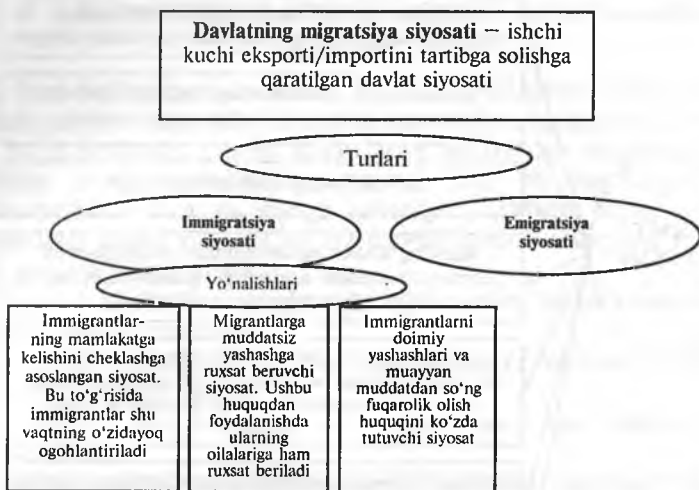 Davlatning migratsiya siyosati — ishchi
kuchi eksporti/importini tartibga solishga
qaratilgan davlat siyosati
Turlari
Immigratsiya
siyosati
Emigratsiya
siyosati
Yo‘nalishlari
Immigrantlar-
ning mamlakatga
kelishini cheklashga
asoslangan siyosat.
Bu to‘g‘risida
immigrantlar shu
vaqtning o‘zidayoq
ogohlantiriladi
Migrantlarga
muddatsiz
yashashga
ruxsat beruvchi
siyosat. Ushbu
huquqdan
foydalanishda
ularning
oilalariga ham
ruxsat beriladi
Immigrantlarni
doimiy
yashashlari va
muayyan
muddatdan so‘ng
fuqarolik olish
huquqini ko‘zda
tutuvchi siyosat